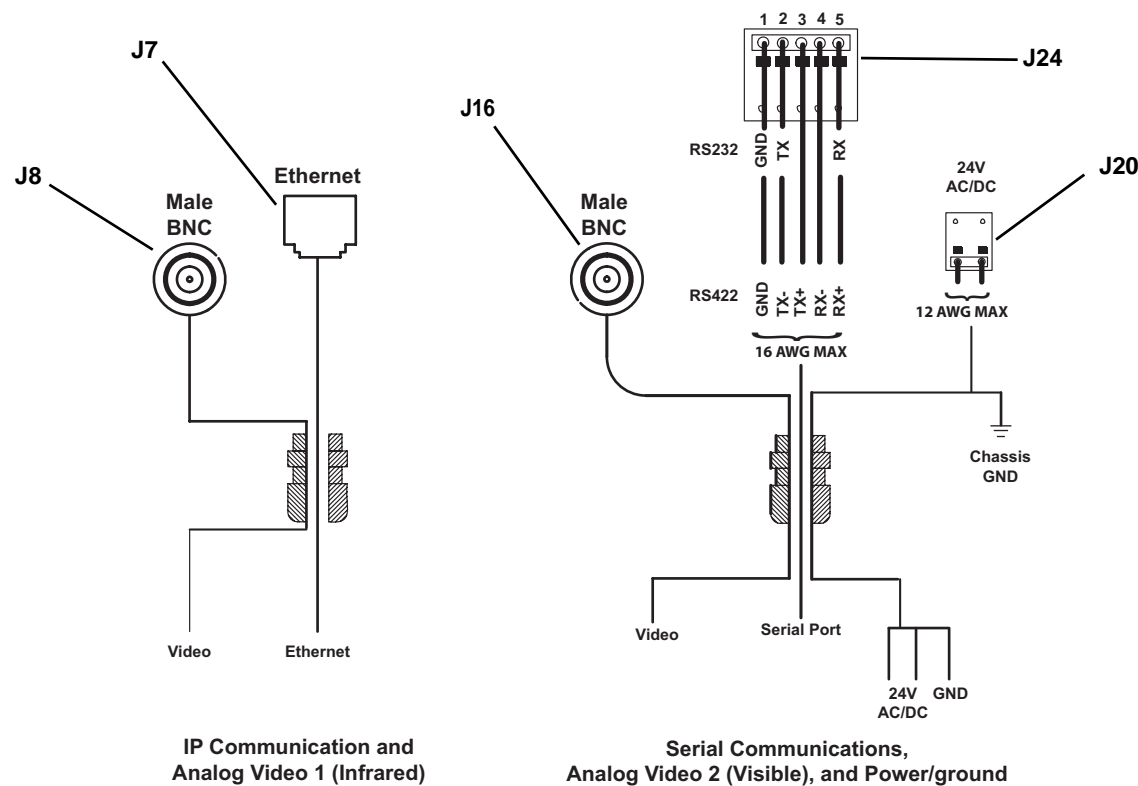 1 2 3 4 5
J7
J24
J16
RS232
GND
TX
RX
24V
AC/DC
J20
J8
Ethernet
Male
BNC
Male
BNC
RS422
GND
TX-
TX+
RX-
RX+
12 AWG MAX
16 AWG MAX
Chassis
GND
Video
Ethernet
Video
Serial Port
24V
AC/DC
GND
IP Communication and
Analog Video 1 (Infrared)
Serial Communications,
Analog Video 2 (Visible), and Power/ground